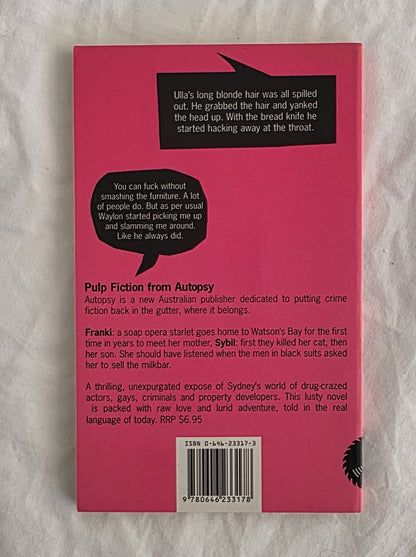 Ulla's long blonde hair was all spilled
out. He grabbed the hair and yanked
the head up. With the bread knife he
started hacking away at the throat.
You can fuck without
smashing the furniture. A lot
of people do. But as per usual
Waylon started picking me up
and slamming me around.
Like he always did.
Pulp Fiction from Autopsy
Autopsy is a new Australian publisher dedicated to putting crime
fiction back in the gutter, where it belongs.
Franki: a soap opera starlet goes home to Watson's Bay for the first
time in years to meet her mother, Sybil: first they killed her cat, then
her son. She should have listened when the men in black suits asked
her to sell the milkbar.
A thrilling, unexpurgated expose of Sydney's world of drug-crazed
actors, gays, criminals and property developers. This lusty novel
is packed with raw love and lurid adventure, told in the real
language of today. RRP $6.95
ISBN 0-646-23317-3
9 780646 233178